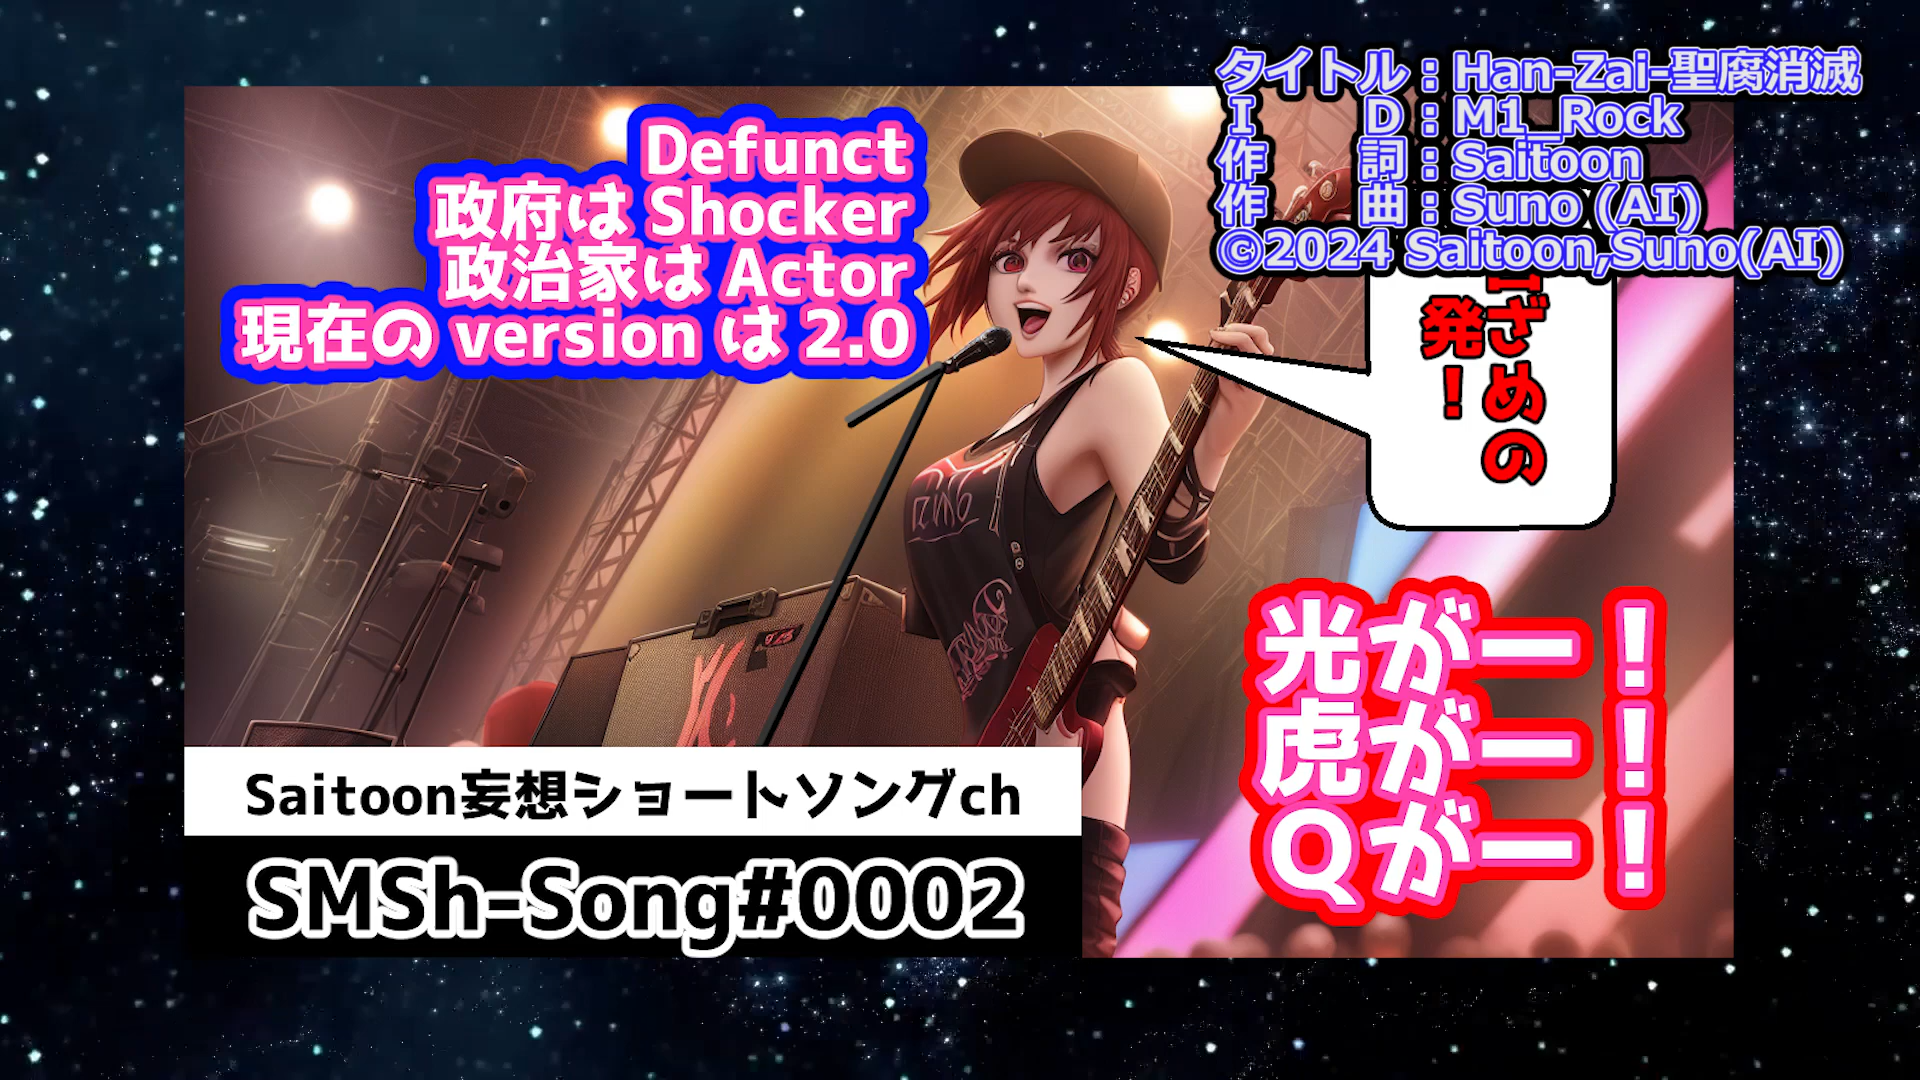 タイトル：Han-Zai-聖腐消滅
I D：M1_Rock
作 詞：Saitoon
作 曲：Suno (AI)
©2024 Saitoon,Suno(AI)
Defunct
政府は Shocker
政治家は Actor
現在の version は 2.0
ざめの
一発！
光がー！
虎がー！
Qがー！
Saitoon妄想ショートソングch
SMSh-Song#0002